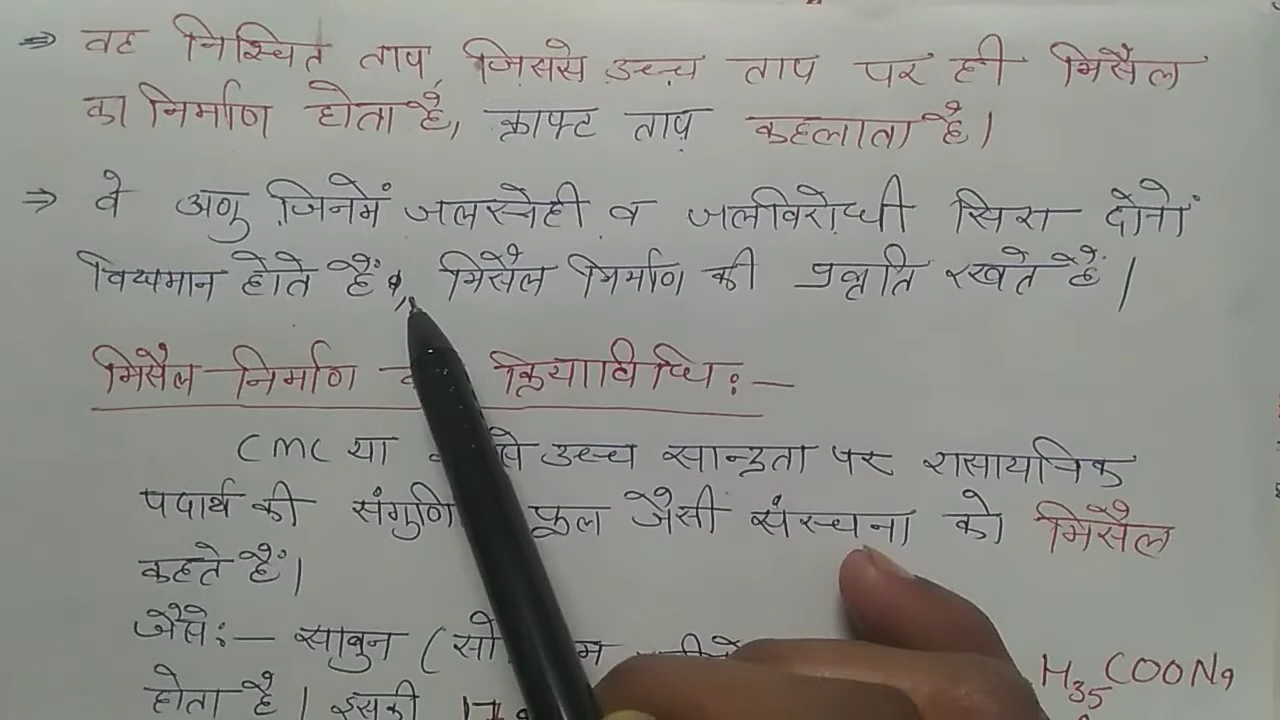 ⇒ वह निश्चित ताप, जिससे उच्च ताप पर ही मिसैल
का निर्माण होता है, क्राफ्ट ताप कहलाता है।
⇒ वे अणु जिनमें जलस्नेही व जलविरोधी सिरा दोनों
विद्यमान होते हैं, मिसैल निर्माण की प्रवृति रखते हैं।
मिसैल निर्माण क्रियाविधि:—
CMC या उच्च सान्द्रता पर रासायनिक
पदार्थ की फूल जैसी संरचना को मिसैल
कहते हैं।
जैसे:— साबुन (
होता है। इसकी 17 H35COONa